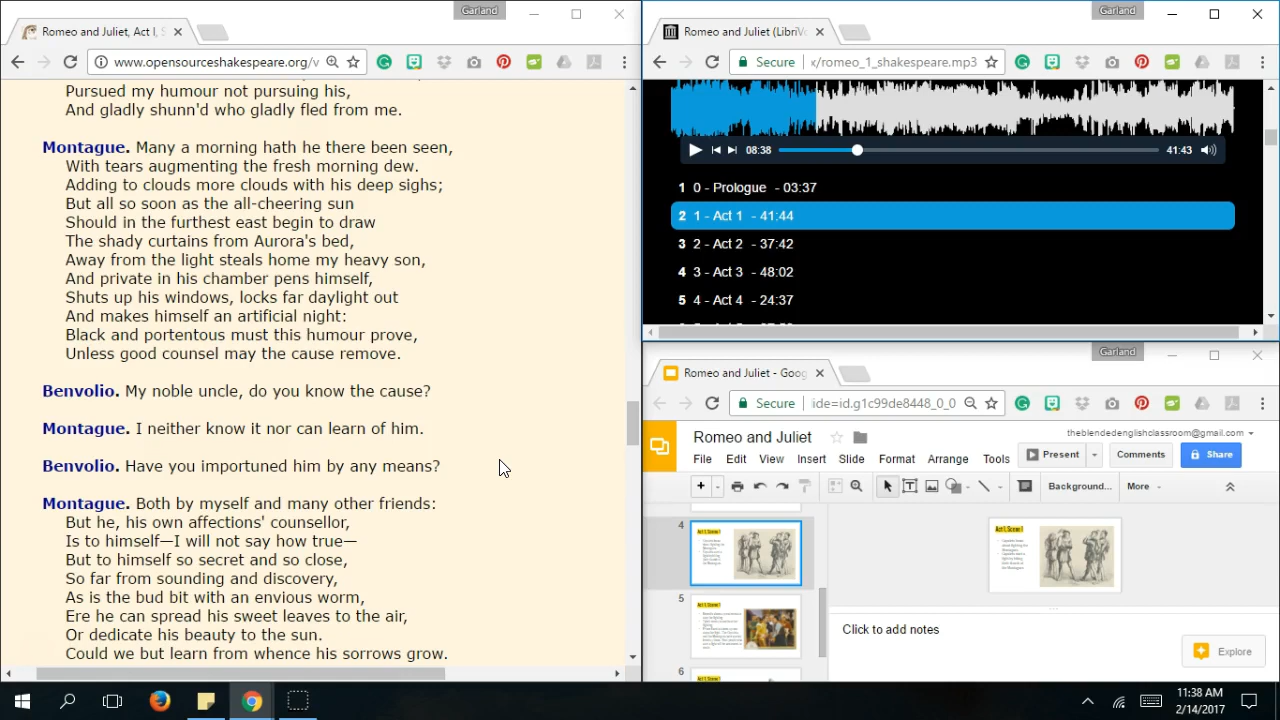 Garland
Romeo and Juliet, Act I, S
www.opensourceshakespeare.org/v
Pursued my humour not pursuing his,
And gladly shunn'd who gladly fled from me.
Montague. Many a morning hath he there been seen,
With tears augmenting the fresh morning dew.
Adding to clouds more clouds with his deep sighs;
But all so soon as the all-cheering sun
Should in the furthest east begin to draw
The shady curtains from Aurora's bed,
Away from the light steals home my heavy son,
And private in his chamber pens himself,
Shuts up his windows, locks far daylight out
And makes himself an artificial night:
Black and portentous must this humour prove,
Unless good counsel may the cause remove.
Benvolio. My noble uncle, do you know the cause?
Montague. I neither know it nor can learn of him.
Benvolio. Have you importuned him by any means?
Montague. Both by myself and many other friends:
But he, his own affections' counsellor,
Is to himself—I will not say how true—
But to himself so secret and so close,
So far from sounding and discovery,
As is the bud bit with an envious worm,
Ere he can spread his sweet leaves to the air,
Or dedicate his beauty to the sun.
Could we but learn from whence his sorrows grow.
Garland
Romeo and Juliet (LibriVo
Secure x/romeo_1_shakespeare.mp3
08:38 41:43
1 0 - Prologue - 03:37
2 1 - Act 1 - 41:44
3 2 - Act 2 - 37:42
4 3 - Act 3 - 48:02
5 4 - Act 4 - 24:37
Garland
Romeo and Juliet - Goog
Secure ide=id.g1c99de8448_0_0
theblendedenglishclassroom@gmail.com
Romeo and Juliet
File Edit View Insert Slide Format Arrange Tools
Present Comments Share
Background... More
4
Act 1, Scene 1
5
Act 1, Scene 1
6
Act 1, Scene 1
Act 1, Scene 1
Click to add notes
Explore
11:38 AM
2/14/2017